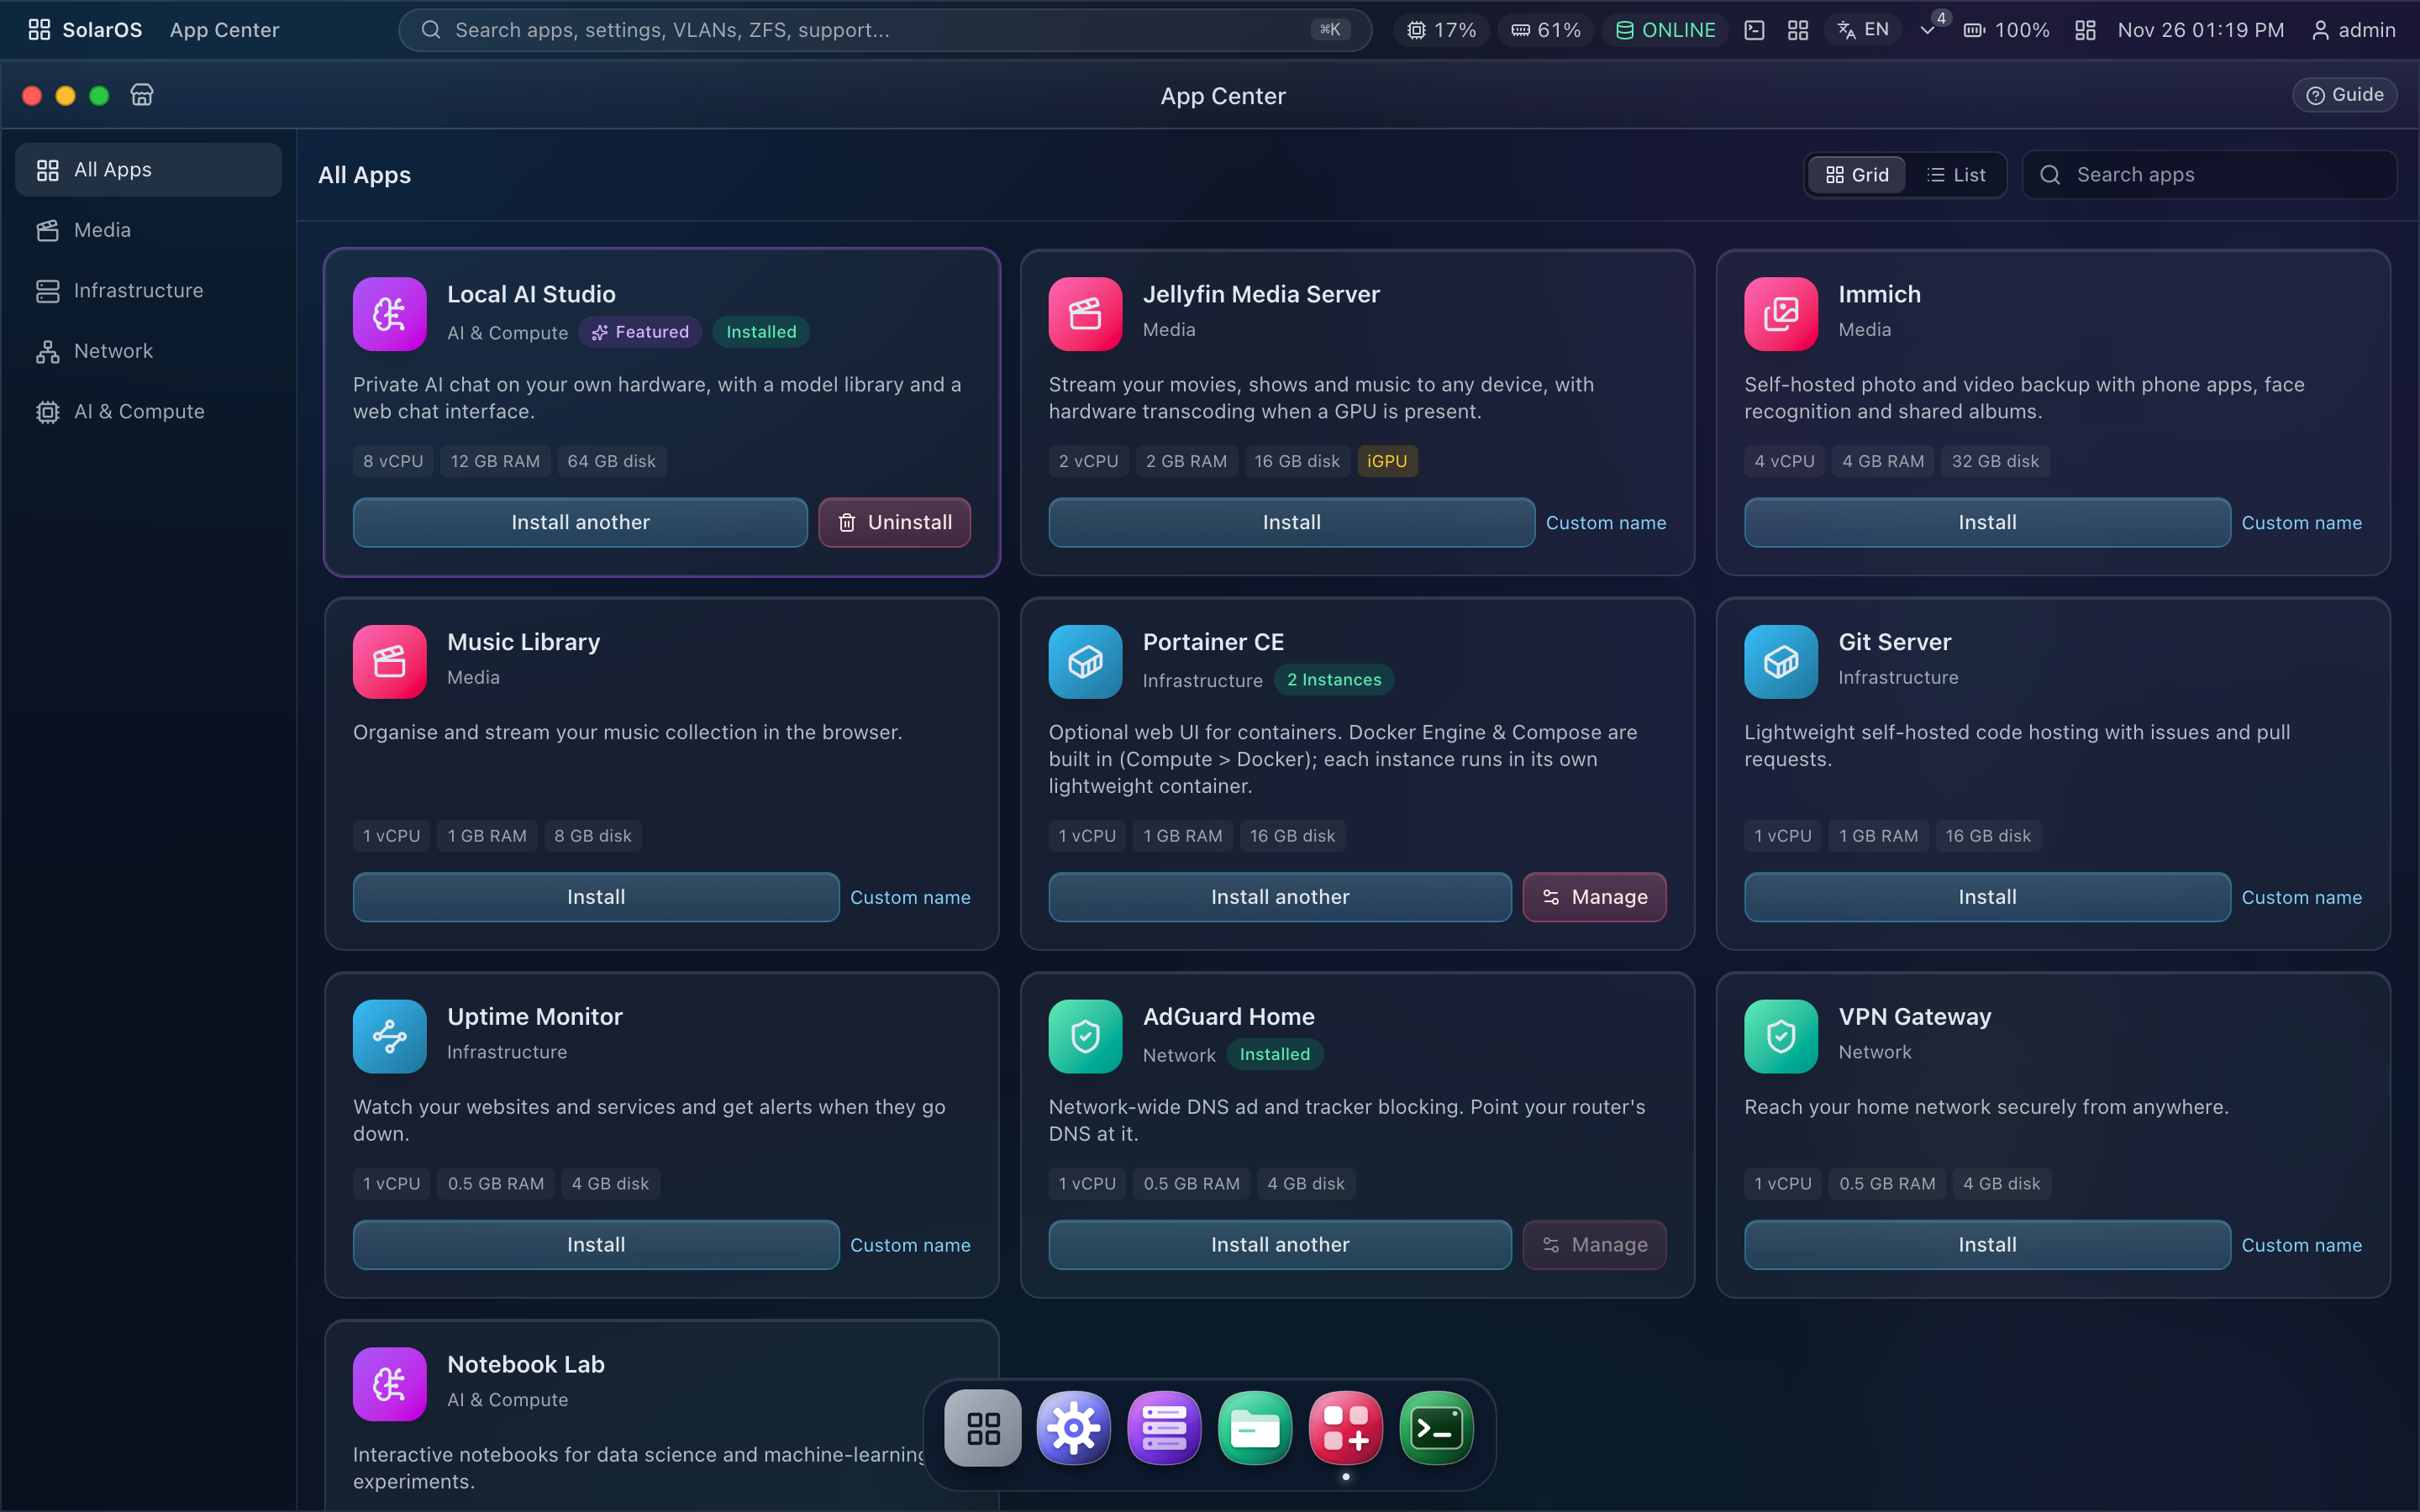 SolarOS App Center Search apps, settings, VLANs, ZFS, support... ⌘K 17% 61% ONLINE EN 4 100% Nov 26 01:19 PM admin
App Center Guide
All Apps
Media
Infrastructure
Network
AI & Compute
All Apps Grid List Search apps
Local AI Studio
AI & Compute Featured Installed
Private AI chat on your own hardware, with a model library and a
web chat interface.
8 vCPU 12 GB RAM 64 GB disk
Install another Uninstall
Jellyfin Media Server
Media
Stream your movies, shows and music to any device, with
hardware transcoding when a GPU is present.
2 vCPU 2 GB RAM 16 GB disk iGPU
Install Custom name
Immich
Media
Self-hosted photo and video backup with phone apps, face
recognition and shared albums.
4 vCPU 4 GB RAM 32 GB disk
Install Custom name
Music Library
Media
Organise and stream your music collection in the browser.
1 vCPU 1 GB RAM 8 GB disk
Install Custom name
Portainer CE
Infrastructure 2 Instances
Optional web UI for containers. Docker Engine & Compose are
built in (Compute > Docker); each instance runs in its own
lightweight container.
1 vCPU 1 GB RAM 16 GB disk
Install another Manage
Git Server
Infrastructure
Lightweight self-hosted code hosting with issues and pull
requests.
1 vCPU 1 GB RAM 16 GB disk
Install Custom name
Uptime Monitor
Infrastructure
Watch your websites and services and get alerts when they go
down.
1 vCPU 0.5 GB RAM 4 GB disk
Install Custom name
AdGuard Home
Network Installed
Network-wide DNS ad and tracker blocking. Point your router's
DNS at it.
1 vCPU 0.5 GB RAM 4 GB disk
Install another Manage
VPN Gateway
Network
Reach your home network securely from anywhere.
1 vCPU 0.5 GB RAM 4 GB disk
Install Custom name
Notebook Lab
AI & Compute
Interactive notebooks for data science and machine-learning
experiments.